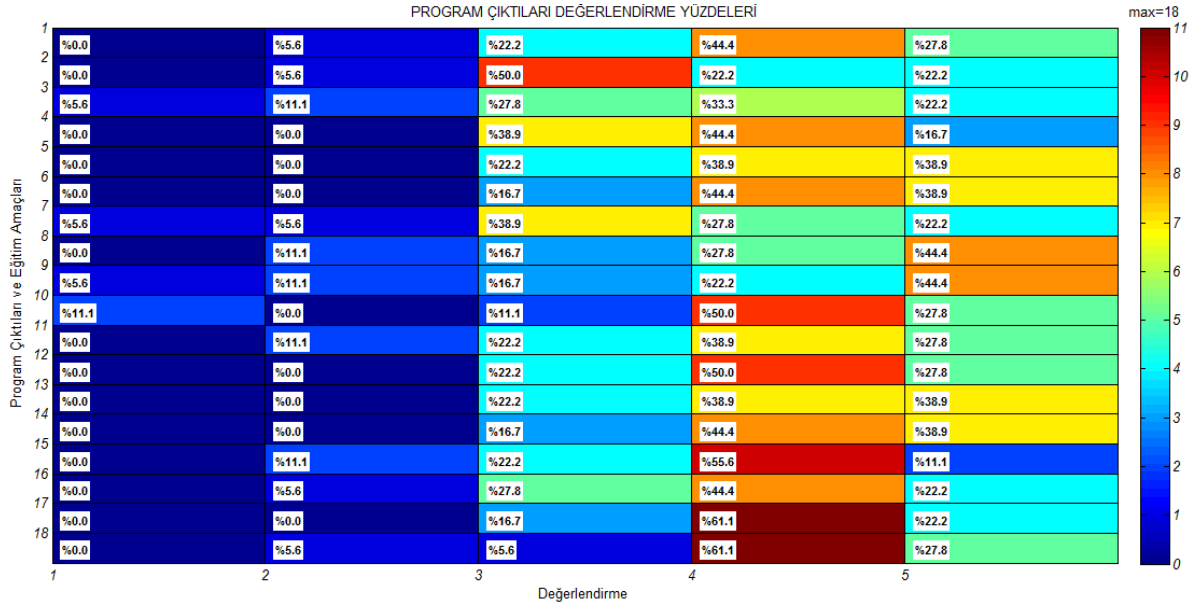 PROGRAM ÇIKTILARI DEĞERLENDİRME YÜZDELERİ
max=18
1 %0.0 %5.6 %22.2 %44.4 %27.8 11
2 %0.0 %5.6 %50.0 %22.2 %22.2 10
3 %5.6 %11.1 %27.8 %33.3 %22.2 9
4 %0.0 %0.0 %38.9 %44.4 %16.7 8
5 %0.0 %0.0 %22.2 %38.9 %38.9
6 %0.0 %0.0 %16.7 %44.4 %38.9 7
7 %5.6 %5.6 %38.9 %27.8 %22.2
8 %0.0 %11.1 %16.7 %27.8 %44.4 6
9 %5.6 %11.1 %16.7 %22.2 %44.4
10 %11.1 %0.0 %11.1 %50.0 %27.8 5
11 %0.0 %11.1 %22.2 %38.9 %27.8
12 %0.0 %0.0 %22.2 %50.0 %27.8 4
13 %0.0 %0.0 %22.2 %38.9 %38.9
14 %0.0 %0.0 %16.7 %44.4 %38.9 3
15 %0.0 %11.1 %22.2 %55.6 %11.1 2
16 %0.0 %5.6 %27.8 %44.4 %22.2
17 %0.0 %0.0 %16.7 %61.1 %22.2 1
18 %0.0 %5.6 %5.6 %61.1 %27.8 0
1 2 3 4 5
Değerlendirme
Program Çıktıları ve Eğitim Amaçları